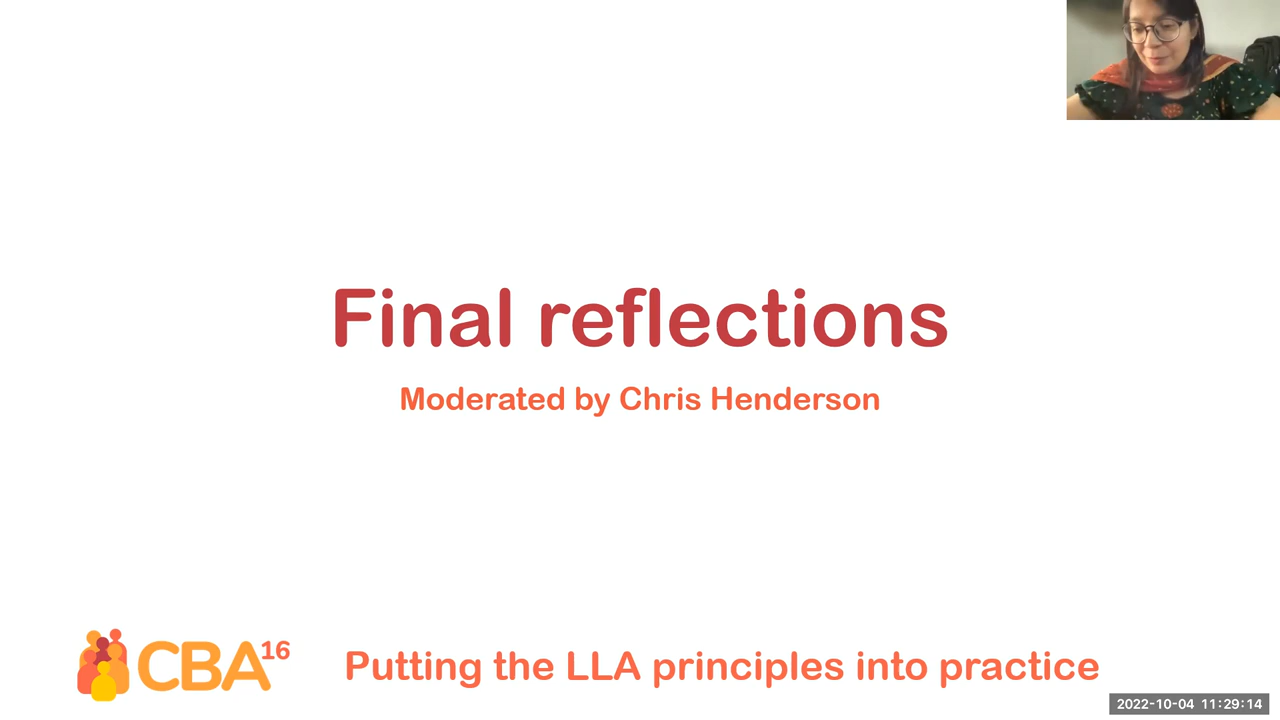 Final reflections
Moderated by Chris Henderson
CBA16
Putting the LLA principles into practice
2022-10-04 11:29:14